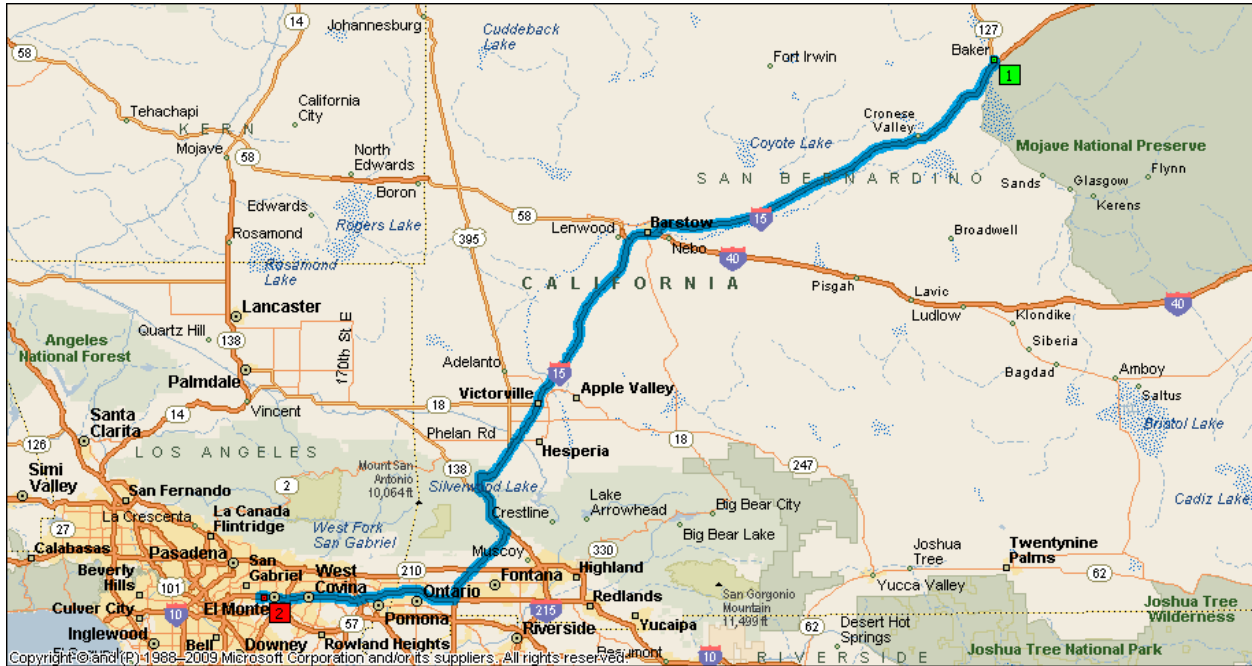 14
Johannesburg
Cuddeback
Lake
127
Baker
1
58
Fort Irwin
Tehachapi
California
City
KERN
Mojave
58
North
Edwards
Boron
Cronese
Valley
Coyote Lake
Mojave National Preserve
SAN BERNARDINO
Sands
Glasgow
Flynn
Kerens
Edwards
Rogers Lake
395
58
Lenwood
Barstow
15
Nebo
40
Broadwell
Rosamond
Rosamond
Lake
CALIFORNIA
Pisgah
Lavic
Ludlow
40
Lancaster
Quartz Hill
138
170th St E
Klondike
Siberia
Bagdad
Amboy
Saltus
Bristol Lake
Angeles
National Forest
Adelanto
15
Palmdale
Victorville
Apple Valley
Vincent
14
18
Santa
Clarita
126
Phelan Rd
Hesperia
18
247
LOS ANGELES
Mount San
Antonio
10,064 ft
138
Silverwood Lake
Simi
Valley
2
San Fernando
La Crescenta
La Canada
Flintridge
West Fork
San Gabriel
Crestline
Lake
Arrowhead
Big Bear City
Big Bear Lake
Cadiz Lake
27
Calabasas
Pasadena
San
Gabriel
West
Covina
210
Muscoy
330
Highland
Fontana
Joshua
Tree
Twentynine
Palms
Beverly
Hills
101
Culver City
10
El Monte
2
Ontario
Pomona
215
Redlands
Yucca Valley
62
San Gorgonio
Mountain
11,499 ft
Inglewood
Bell
Downey
57
Rowland Heights
Riverside
Yucaipa
Beaumont
10
62
Desert Hot
Springs
Joshua Tree
Wilderness
Joshua Tree National Park
RIVERSIDE
Copyright © and (P) 1988–2009 Microsoft Corporation and/or its suppliers. All rights reserved.